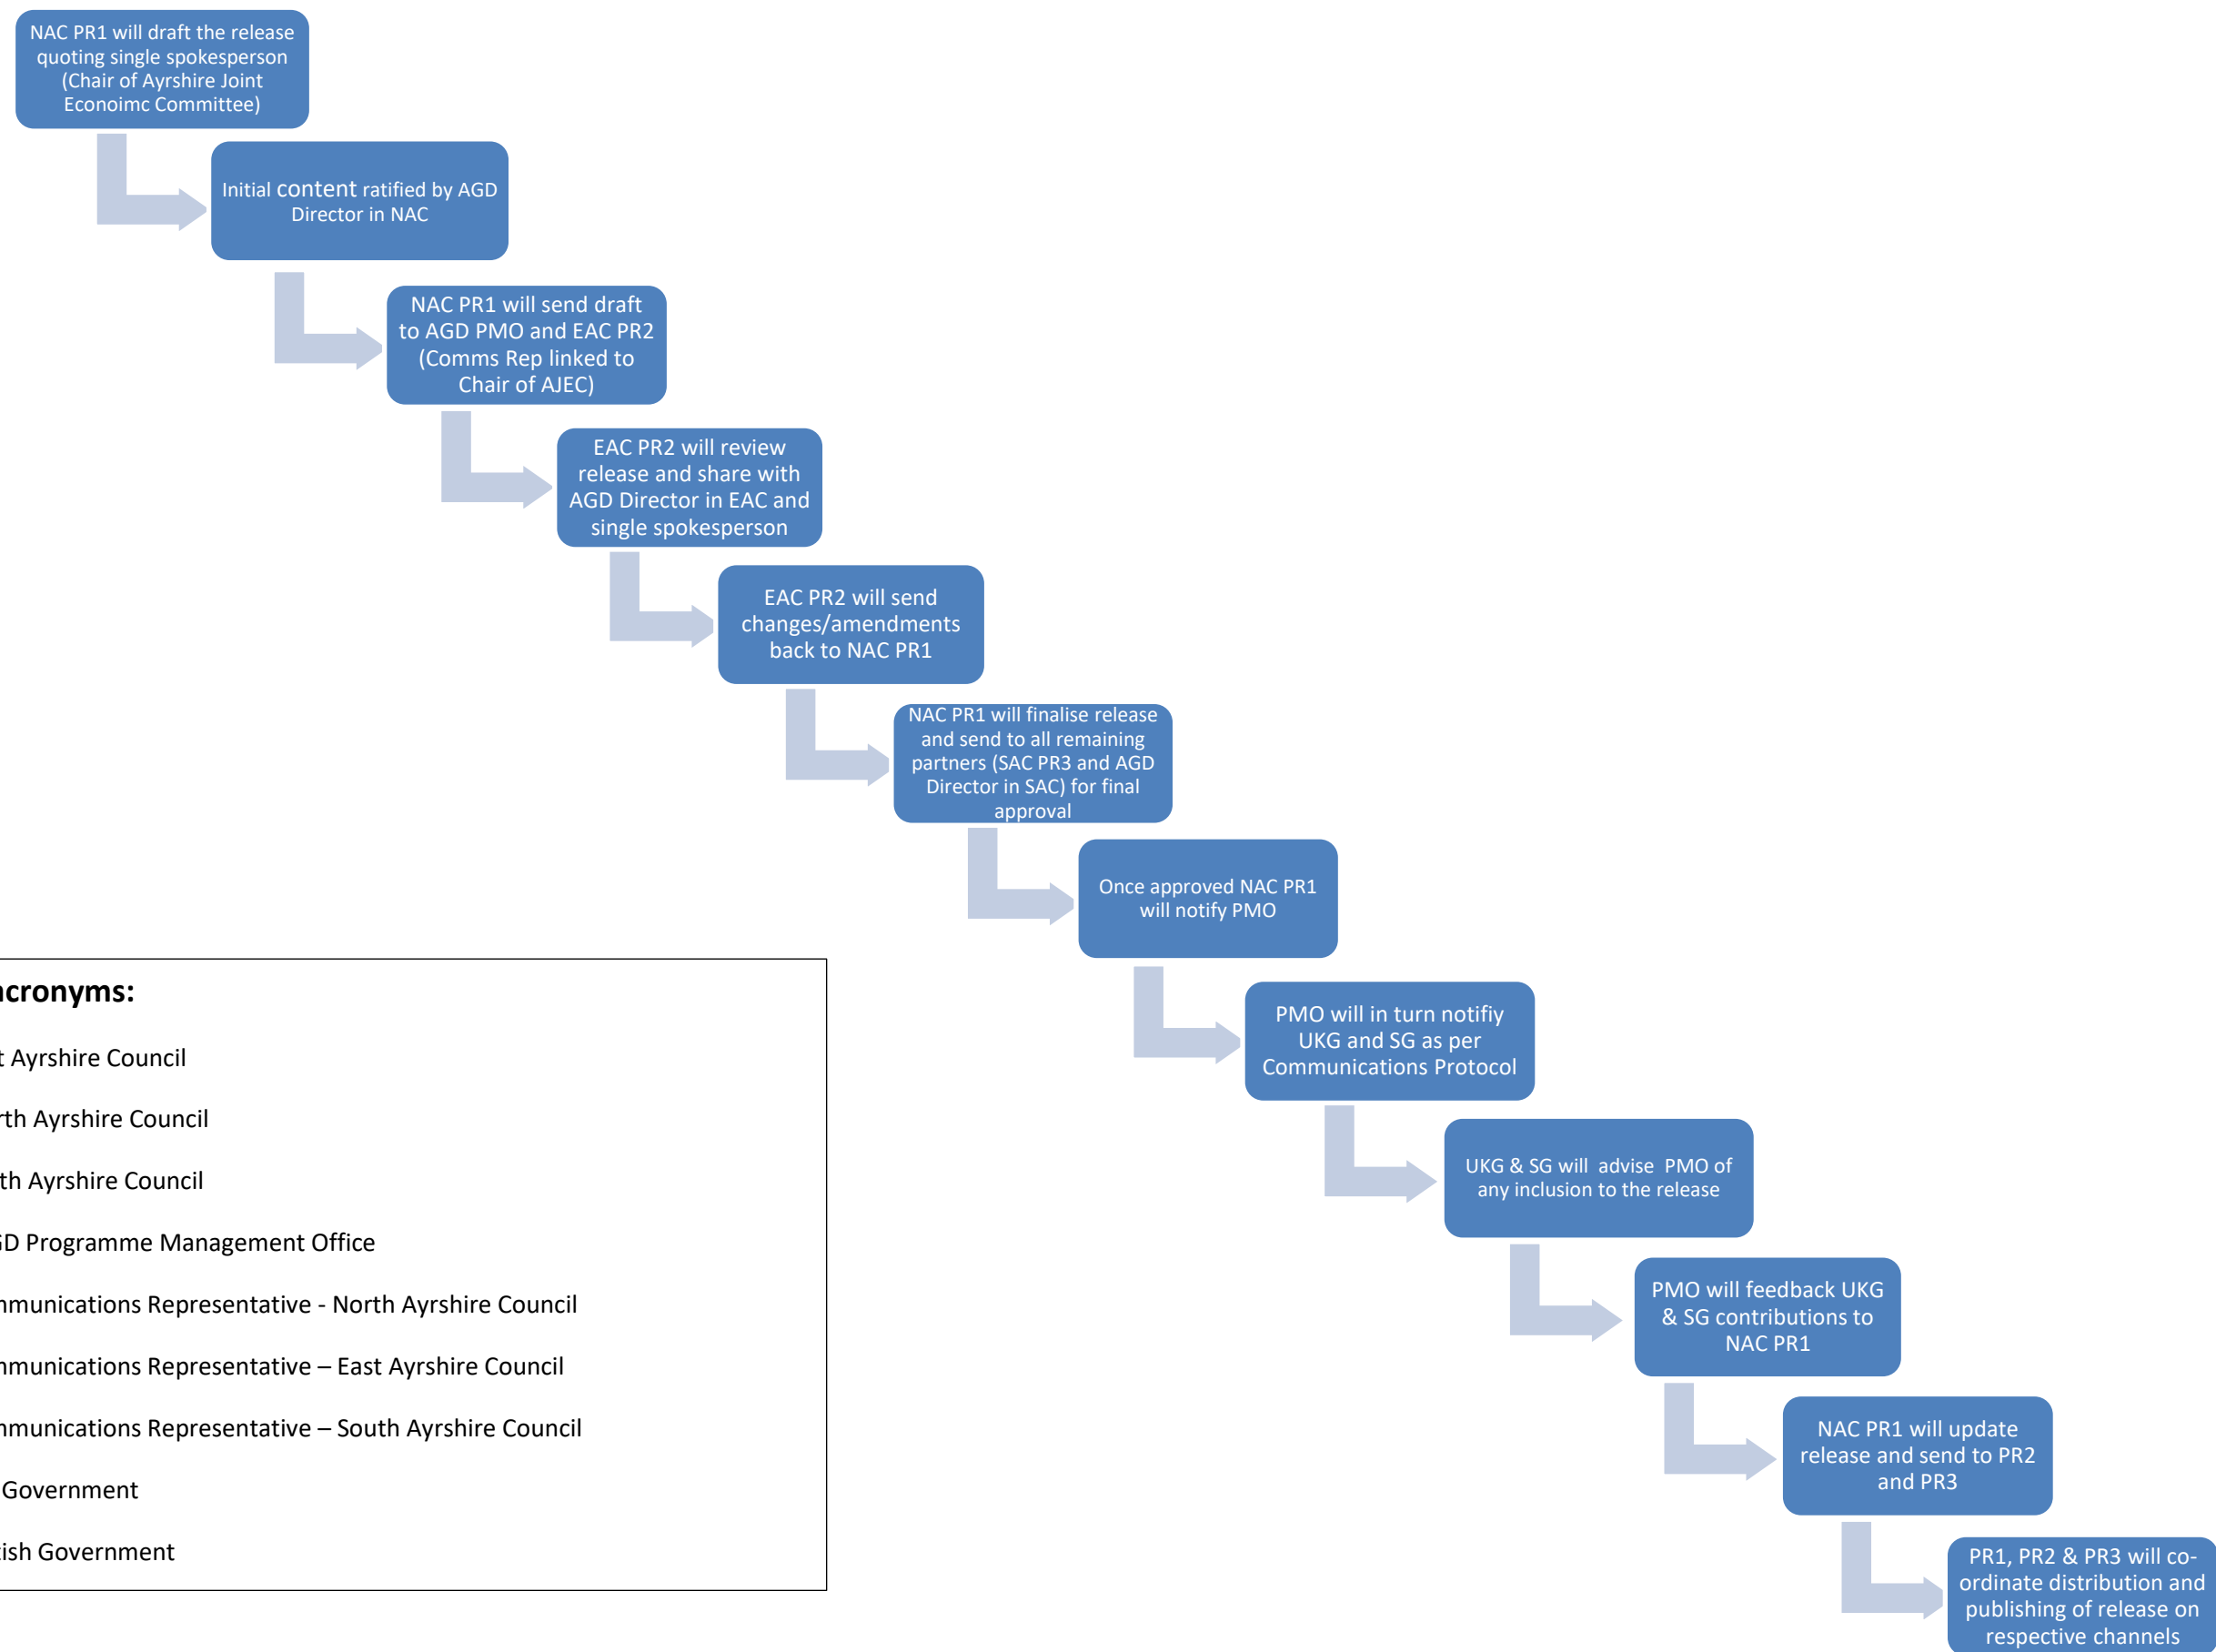 NAC PR1 will draft the release
quoting single spokesperson
(Chair of Ayrshire Joint
Econoimc Committee)
Initial content ratified by AGD
Director in NAC
NAC PR1 will send draft
to AGD PMO and EAC PR2
(Comms Rep linked to
Chair of AJEC)
EAC PR2 will review
release and share with
AGD Director in EAC and
single spokesperson
EAC PR2 will send
changes/amendments
back to NAC PR1
NAC PR1 will finalise release
and send to all remaining
partners (SAC PR3 and AGD
Director in SAC) for final
approval
Once approved NAC PR1
will notify PMO
PMO will in turn notifiy
UKG and SG as per
Communications Protocol
UKG & SG will advise PMO of
any inclusion to the release
PMO will feedback UKG
& SG contributions to
NAC PR1
NAC PR1 will update
release and send to PR2
and PR3
PR1, PR2 & PR3 will co-
ordinate distribution and
publishing of release on
respective channels
acronyms:
Ayrshire Council
Ayrshire Council
Ayrshire Council
Programme Management Office
Representative - North Ayrshire Council
Representative – East Ayrshire Council
Representative – South Ayrshire Council
Government
Government